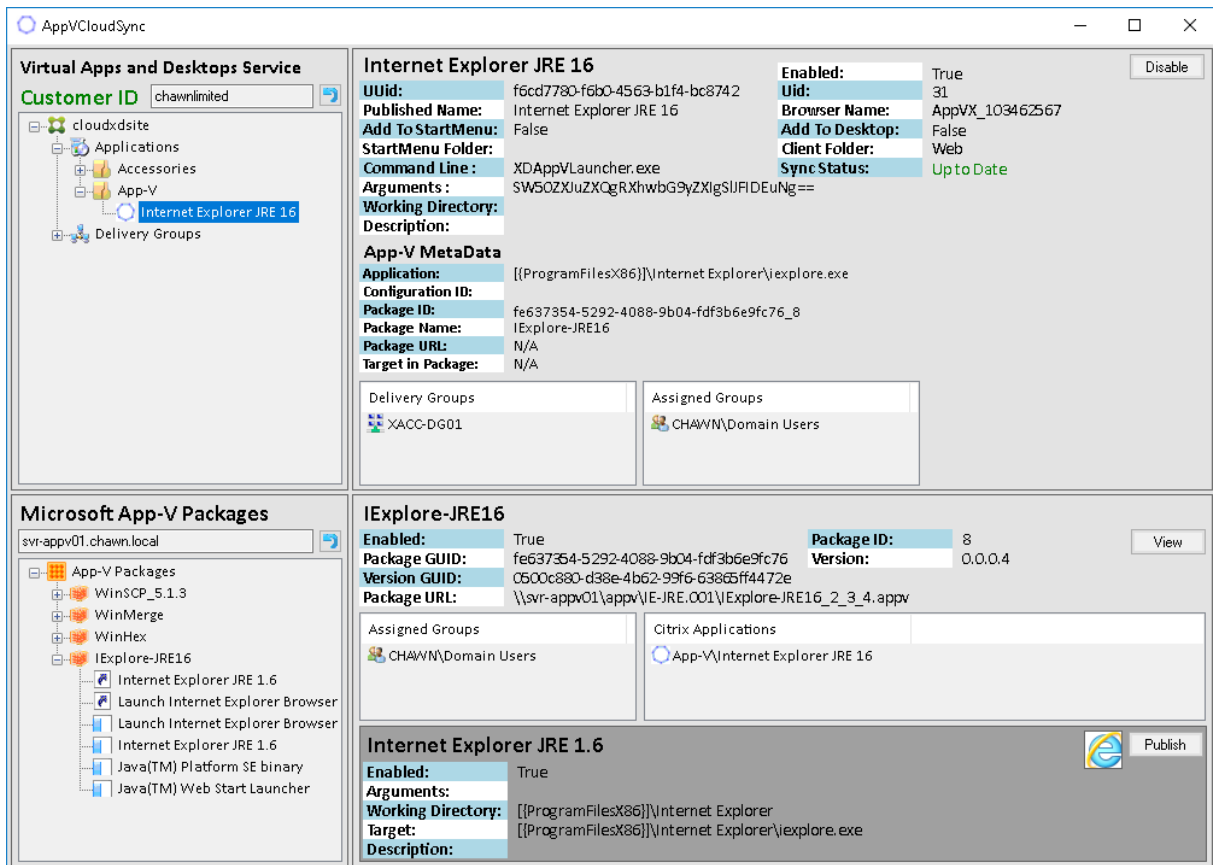 AppVCloudSync
Virtual Apps and Desktops Service
Customer ID chawnlimited
cloudxdsite
Applications
Accessories
App-V
Internet Explorer JRE 16
Delivery Groups
Internet Explorer JRE 16
Disable
UUid: f6cd7780-f6b0-4563-b1f4-bc8742
Published Name: Internet Explorer JRE 16
Add To StartMenu: False
StartMenu Folder:
Command Line : XDAppVLauncher.exe
Arguments : SW50ZXJuZXQgRXhwbG9yZXIgSlJFIDEuNg==
Working Directory:
Description:
Enabled: True
Uid: 31
Browser Name: AppVX_103462567
Add To Desktop: False
Client Folder: Web
Sync Status: Up to Date
App-V MetaData
Application: [{ProgramFilesX86}]\Internet Explorer\iexplore.exe
Configuration ID:
Package ID: fe637354-5292-4088-9b04-fdf3b6e9fc76_8
Package Name: IExplore-JRE16
Package URL: N/A
Target in Package: N/A
Delivery Groups
XACC-DG01
Assigned Groups
CHAWN\Domain Users
Microsoft App-V Packages
svr-appv01.chawn.local
App-V Packages
WinSCP_5.1.3
WinMerge
WinHex
IExplore-JRE16
Internet Explorer JRE 1.6
Launch Internet Explorer Browser
Launch Internet Explorer Browser
Internet Explorer JRE 1.6
Java(TM) Platform SE binary
Java(TM) Web Start Launcher
IExplore-JRE16
Enabled: True
Package GUID: fe637354-5292-4088-9b04-fdf3b6e9fc76
Version GUID: 0500c880-d38e-4b62-99f6-63865ff4472e
Package URL: \\svr-appv01\appv\IE-JRE.001\IExplore-JRE16_2_3_4.appv
Package ID: 8
Version: 0.0.0.4
View
Assigned Groups
CHAWN\Domain Users
Citrix Applications
App-V\Internet Explorer JRE 16
Internet Explorer JRE 1.6
Publish
Enabled: True
Arguments:
Working Directory: [{ProgramFilesX86}]\Internet Explorer
Target: [{ProgramFilesX86}]\Internet Explorer\iexplore.exe
Description: